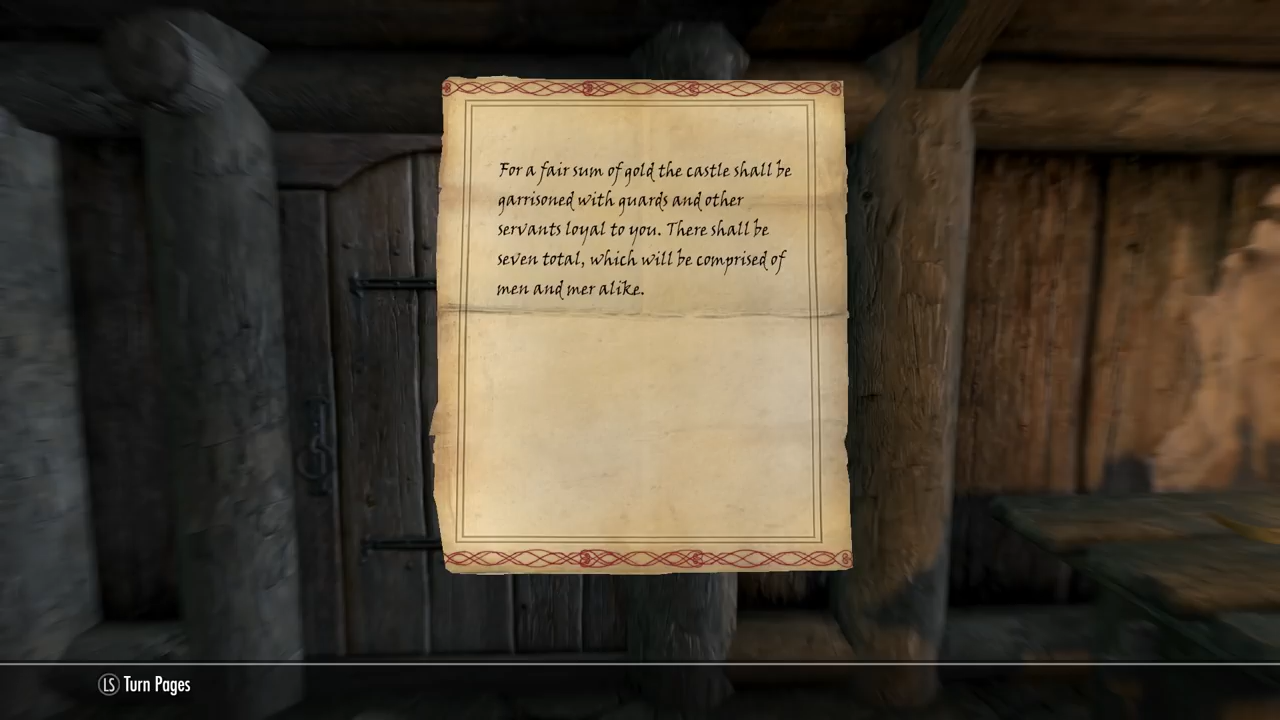 For a fair sum of gold the castle shall be
garrisoned with guards and other
servants loyal to you. There shall be
seven total, which will be comprised of
men and mer alike.
LS Turn Pages